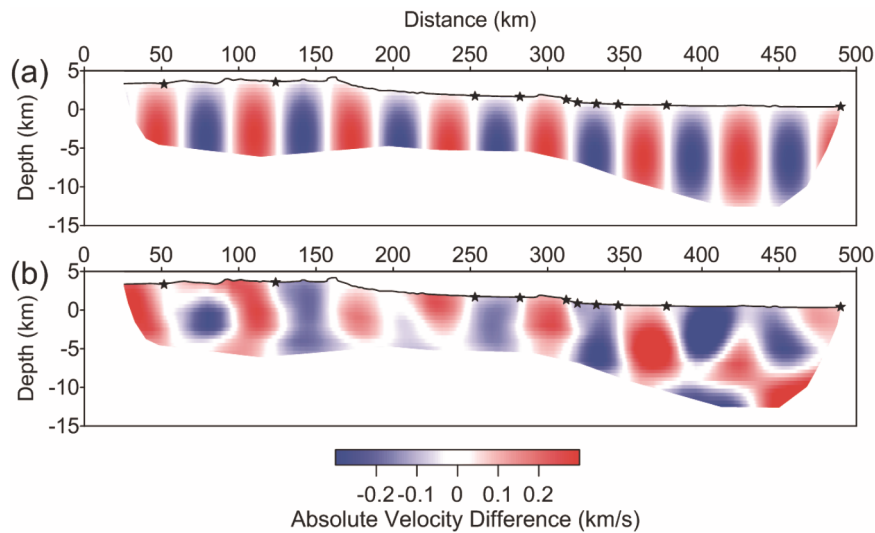 Distance (km)
0 50 100 150 200 250 300 350 400 450 500
(a)
5
0
-5
-10
-15
Depth (km)
0 50 100 150 200 250 300 350 400 450 500
(b)
5
0
-5
-10
-15
Depth (km)
-0.2 -0.1 0 0.1 0.2
Absolute Velocity Difference (km/s)